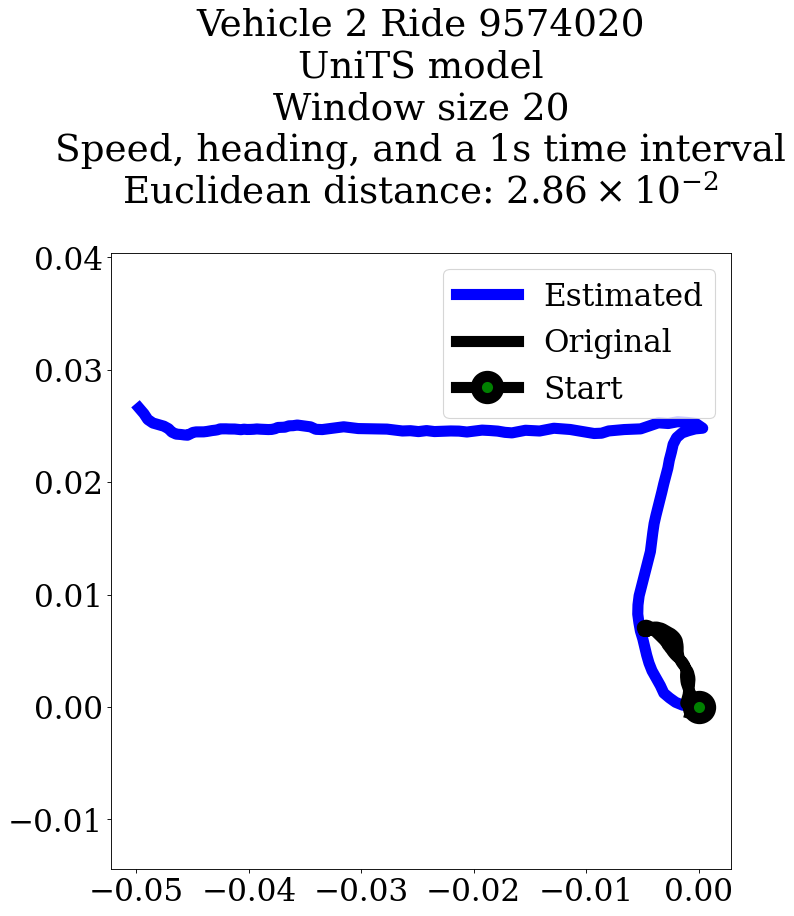 Vehicle 2 Ride 9574020
UniTS model
Window size 20
Speed, heading, and a 1s time interval
Euclidean distance: 2.86 × 10⁻²
0.04
0.03
0.02
0.01
0.00
−0.01
Estimated
Original
Start
−0.05 −0.04 −0.03 −0.02 −0.01 0.00